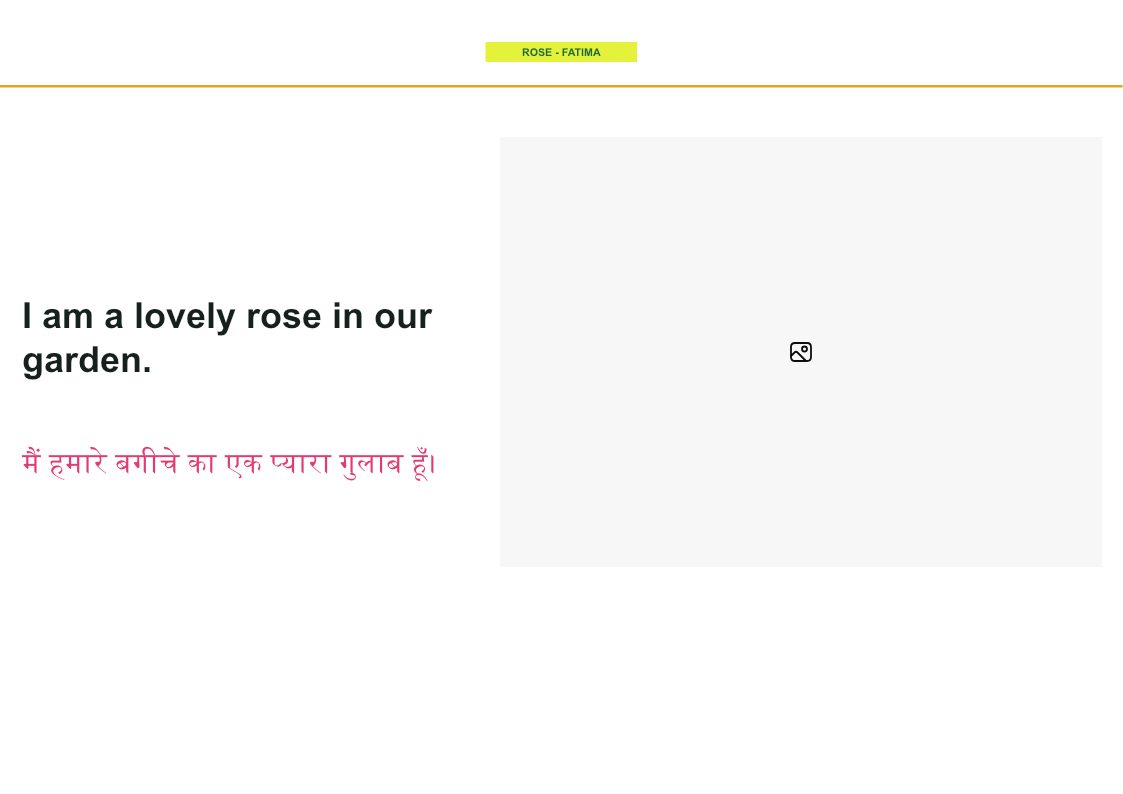 ROSE - FATIMA
I am a lovely rose in our
garden.
मैं हमारे बगीचे का एक प्यारा गुलाब हूँ।